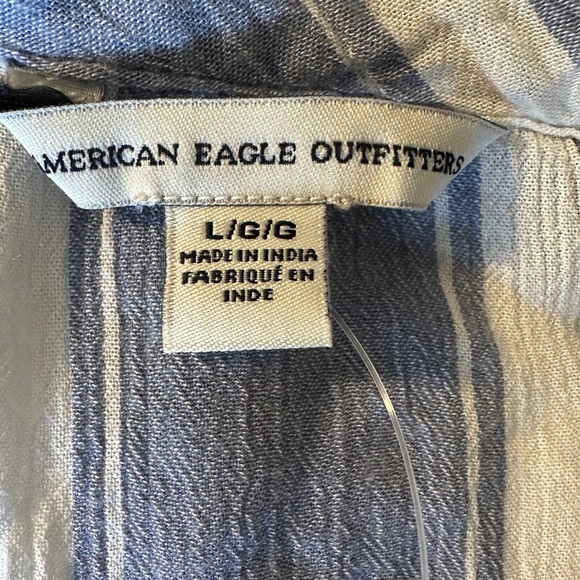 AMERICAN EAGLE OUTFITTERS
L/G/G
MADE IN INDIA
FABRIQUÉ EN
INDE